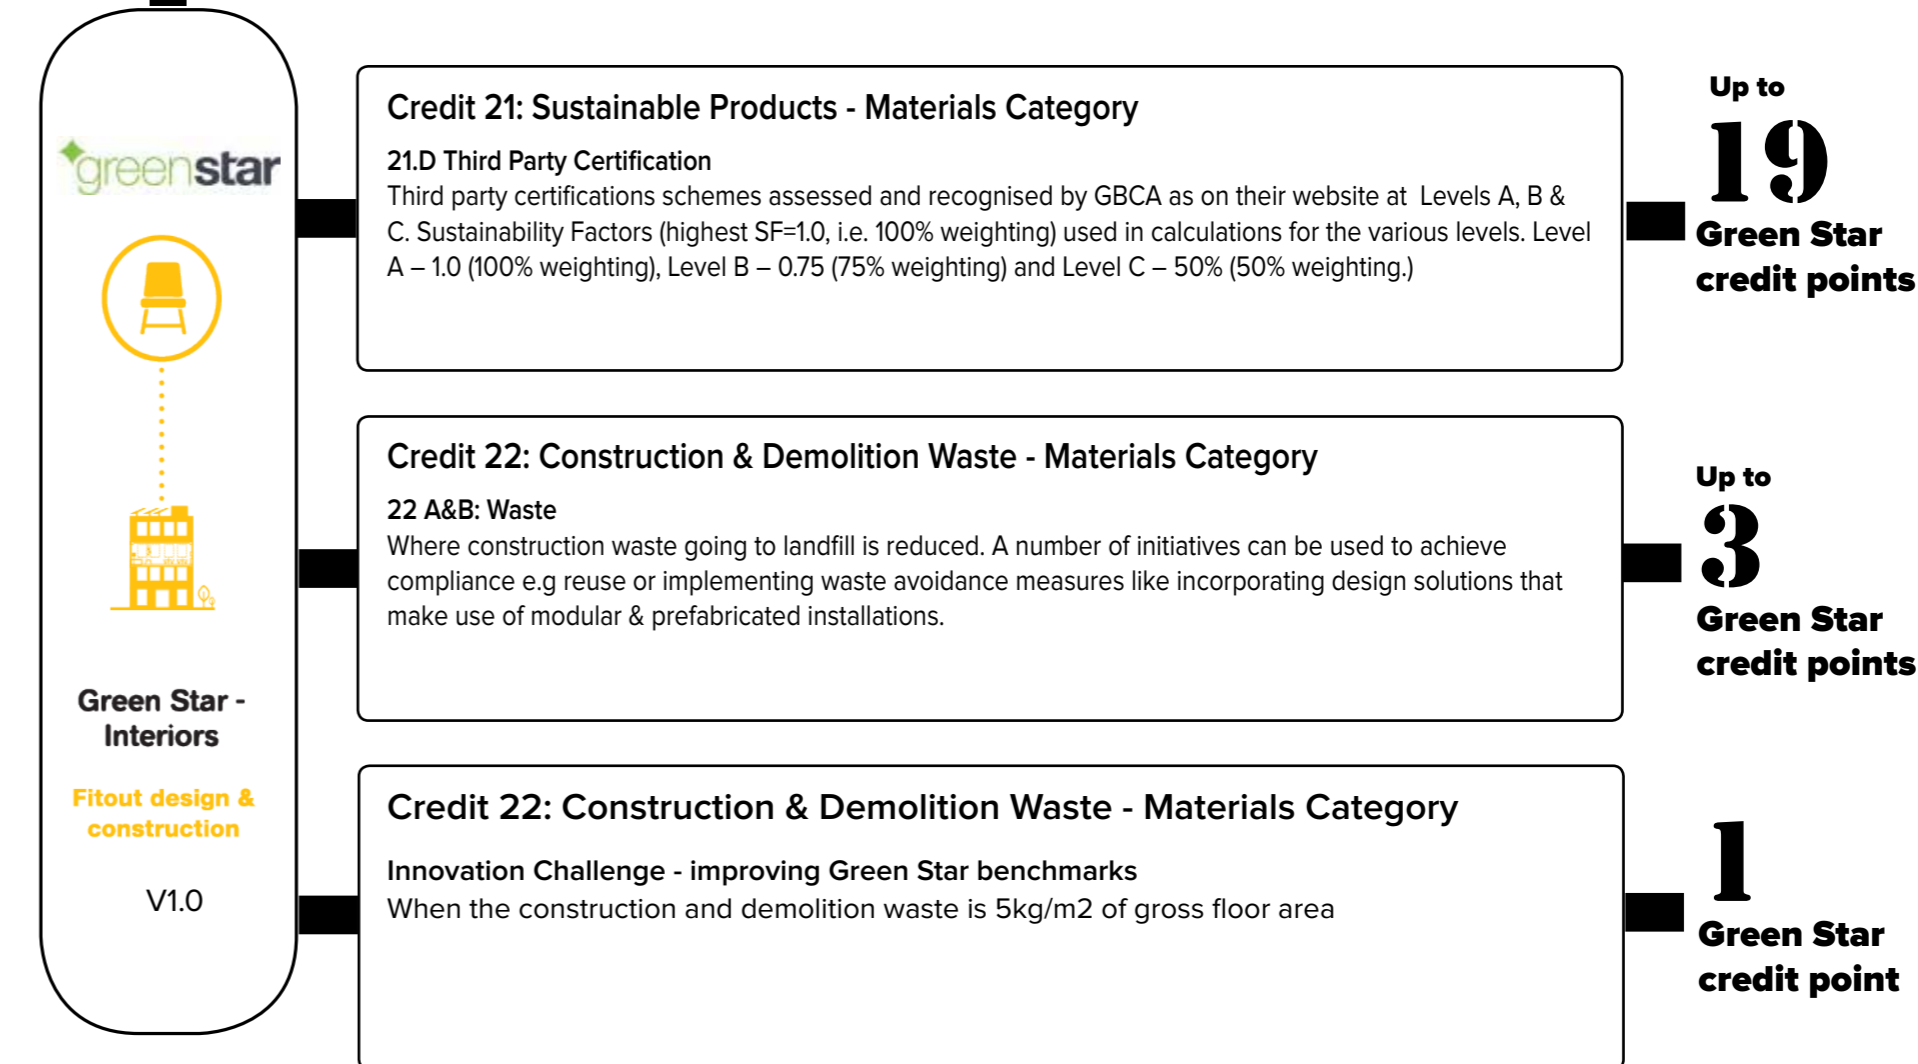 greenstar
Green Star -
Interiors
Fitout design &
construction
V1.0
Credit 21: Sustainable Products - Materials Category
21.D Third Party Certification
Third party certifications schemes assessed and recognised by GBCA as on their website at  Levels A, B &
C. Sustainability Factors (highest SF=1.0, i.e. 100% weighting) used in calculations for the various levels. Level
A – 1.0 (100% weighting), Level B – 0.75 (75% weighting) and Level C – 50% (50% weighting.)
Up to
19
Green Star
credit points
Credit 22: Construction & Demolition Waste - Materials Category
22 A&B: Waste
Where construction waste going to landfill is reduced. A number of initiatives can be used to achieve
compliance e.g reuse or implementing waste avoidance measures like incorporating design solutions that
make use of modular & prefabricated installations.
Up to
3
Green Star
credit points
Credit 22: Construction & Demolition Waste - Materials Category
Innovation Challenge - improving Green Star benchmarks
When the construction and demolition waste is 5kg/m2 of gross floor area
1
Green Star
credit point